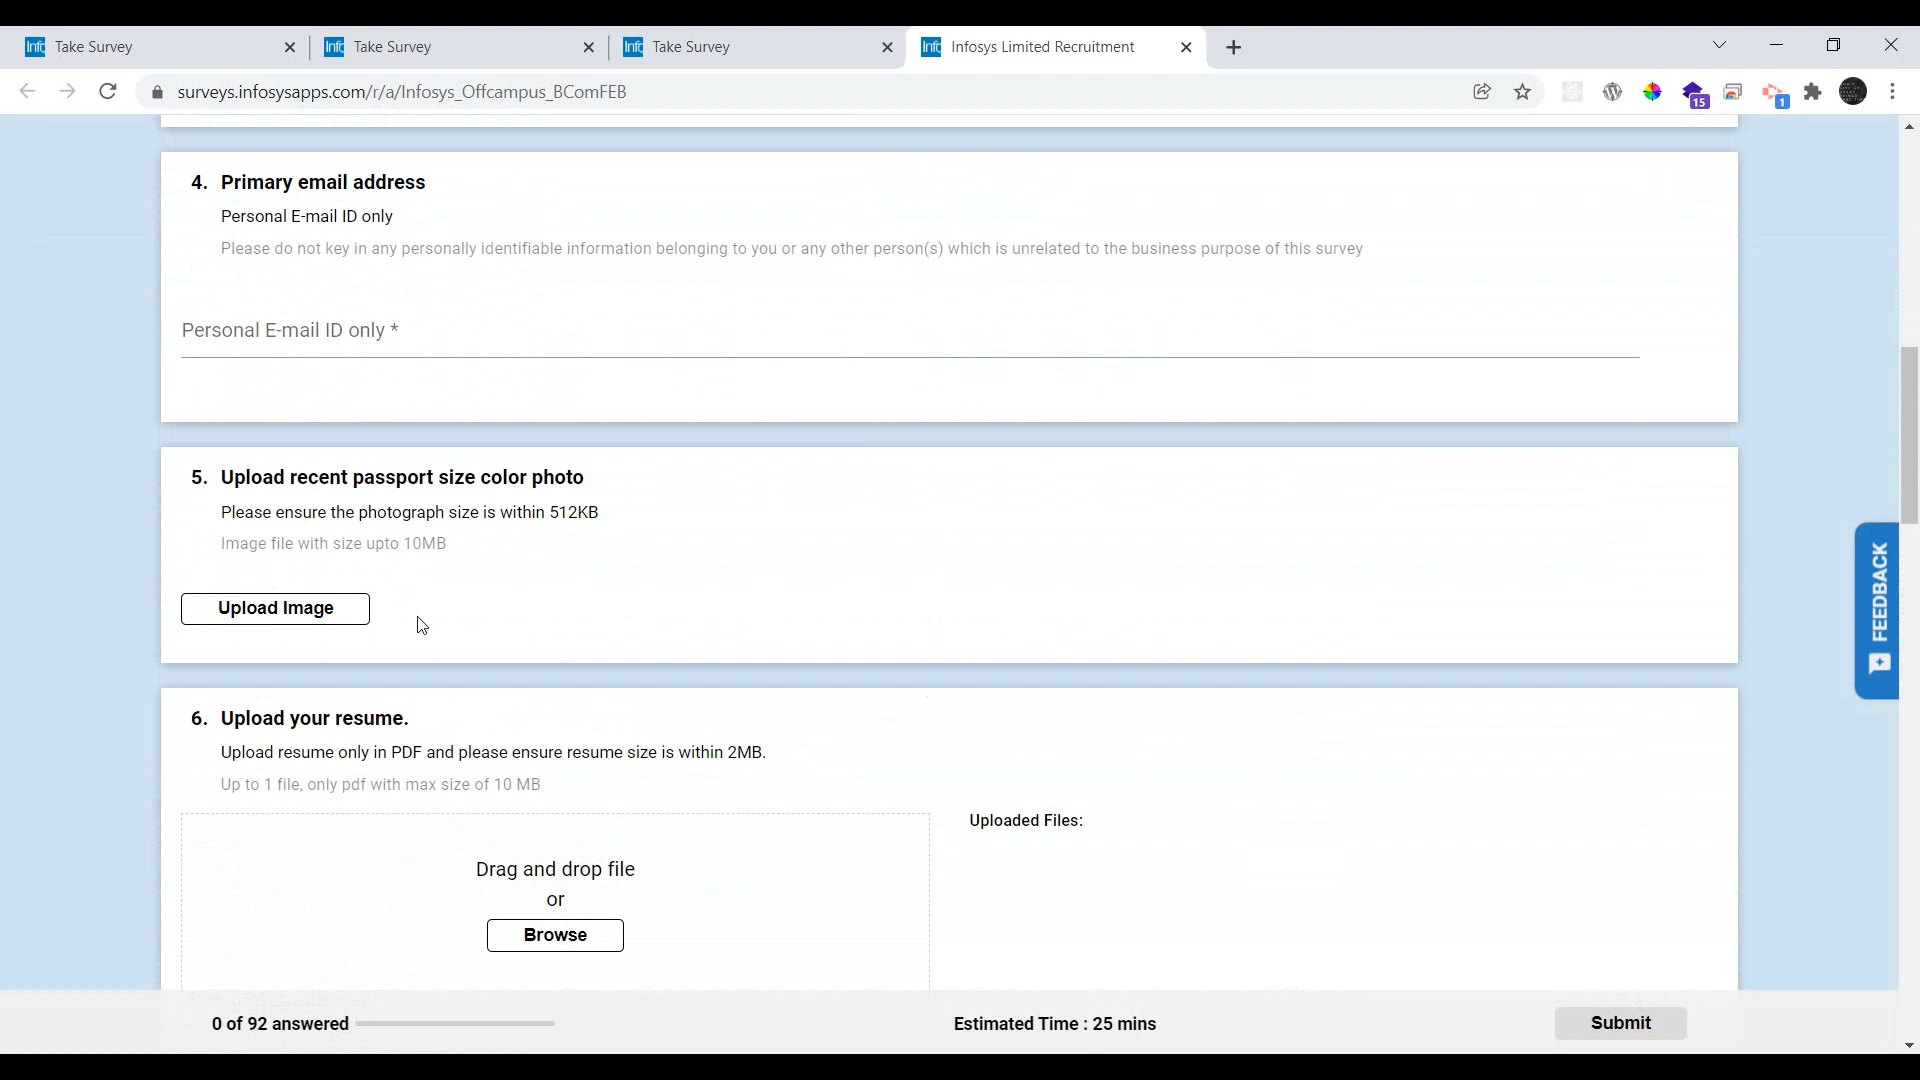 Take Survey
Take Survey
Take Survey
Infosys Limited Recruitment
surveys.infosysapps.com/r/a/Infosys_Offcampus_BComFEB
15
1
4. Primary email address
Personal E-mail ID only
Please do not key in any personally identifiable information belonging to you or any other person(s) which is unrelated to the business purpose of this survey
Personal E-mail ID only *
5. Upload recent passport size color photo
Please ensure the photograph size is within 512KB
Image file with size upto 10MB
Upload Image
FEEDBACK
6. Upload your resume.
Upload resume only in PDF and please ensure resume size is within 2MB.
Up to 1 file, only pdf with max size of 10 MB
Uploaded Files:
Drag and drop file
or
Browse
0 of 92 answered
Estimated Time : 25 mins
Submit